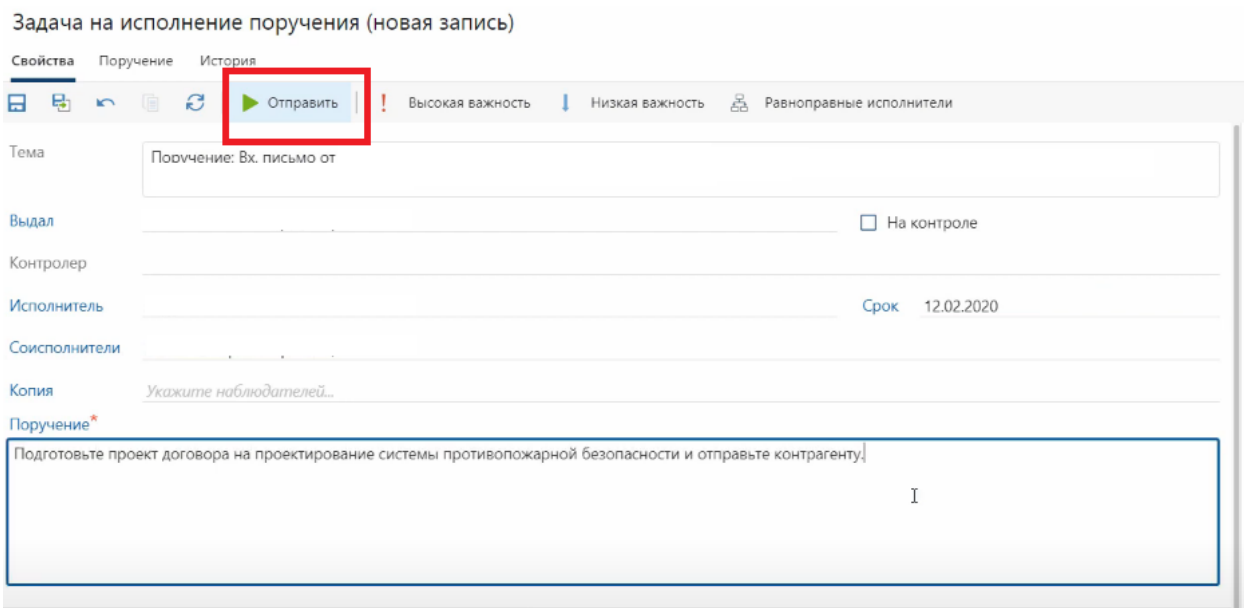 Задача на исполнение поручения (новая запись)
Свойства Поручение История
Отправить Высокая важность Низкая важность Равноправные исполнители
Тема Поручение: Вх. письмо от
Выдал На контроле
Контролер
Исполнитель Срок 12.02.2020
Соисполнители
Копия Укажите наблюдателей...
Поручение*
Подготовьте проект договора на проектирование системы противопожарной безопасности и отправьте контрагенту.